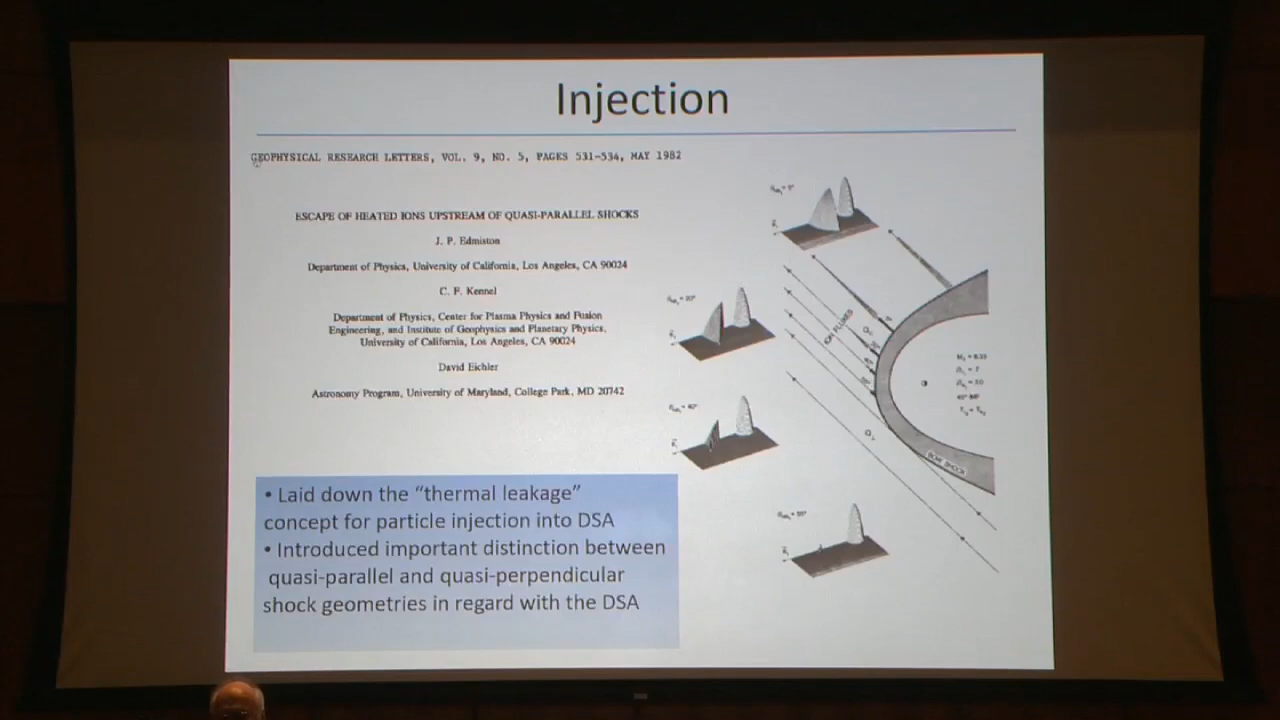 Injection
GEOPHYSICAL RESEARCH LETTERS, VOL. 9, NO. 5, PAGES 531-534, MAY 1982
ESCAPE OF HEATED IONS UPSTREAM OF QUASI-PARALLEL SHOCKS
J. P. Edmiston
Department of Physics, University of California, Los Angeles, CA 90024
C. F. Kennel
Department of Physics, Center for Plasma Physics and Fusion
Engineering, and Institute of Geophysics and Planetary Physics,
University of California, Los Angeles, CA 90024
David Eichler
Astronomy Program, University of Maryland, College Park, MD 20742
• Laid down the “thermal leakage”
concept for particle injection into DSA
• Introduced important distinction between
quasi-parallel and quasi-perpendicular
shock geometries in regard with the DSA
ION FLUXES
BOW SHOCK